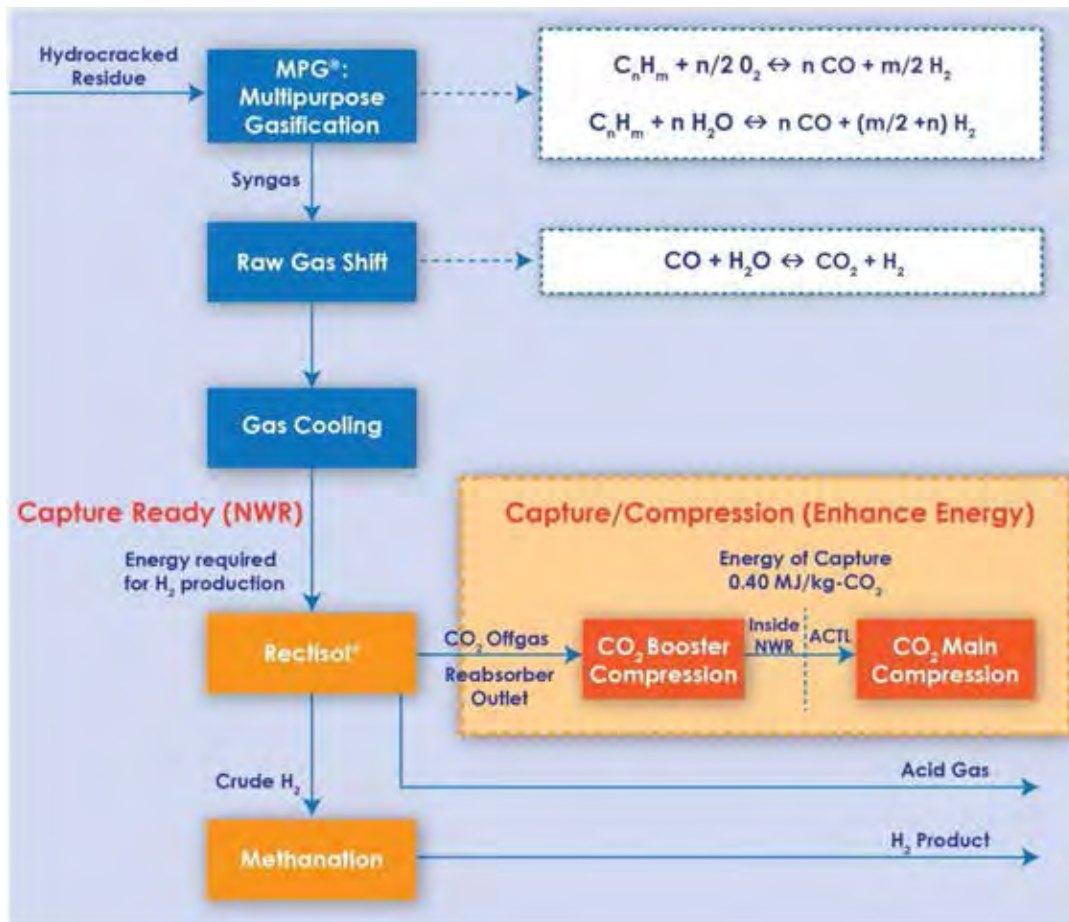 Hydrocracked
Residue
MPG®:
Multipurpose
Gasification
CₙHₘ + n/2 O₂ ⇔ n CO + m/2 H₂
CₙHₘ + n H₂O ⇔ n CO + (m/2 +n) H₂
Syngas
Raw Gas Shift
CO + H₂O ⇔ CO₂ + H₂
Gas Cooling
Capture Ready (NWR)
Energy required
for H₂ production
Capture/Compression (Enhance Energy)
Energy of Capture
0.40 MJ/kg-CO₂
Rectisol®
CO₂ Offgas
Reabsorber
Outlet
CO₂ Booster
Compression
Inside
NWR
ACTL
CO₂ Main
Compression
Crude H₂
Acid Gas
Methanation
H₂ Product